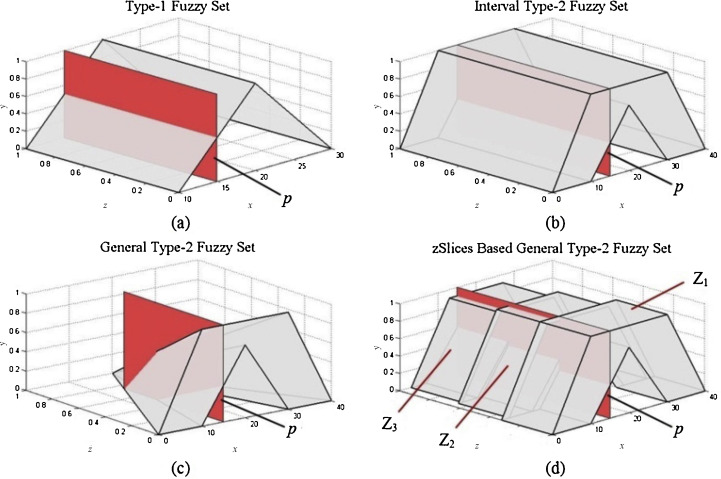 Type-1 Fuzzy Set
1
0.8
0.6
0.4
0.2
0
y
1
0.8
0.6
0.4
0.2
0
z
10
15
20
25
30
x
p
(a)
Interval Type-2 Fuzzy Set
1
0.8
0.6
0.4
0.2
0
y
1
0.8
0.6
0.4
0.2
0
z
0
10
20
30
40
x
p
(b)
General Type-2 Fuzzy Set
1
0.8
0.6
0.4
0.2
0
y
1
0.8
0.6
0.4
0.2
0
z
0
10
20
30
40
x
p
(c)
zSlices Based General Type-2 Fuzzy Set
1
0.8
0.6
0.4
0.2
0
y
z
0
10
20
30
40
x
Z1
Z2
Z3
p
(d)